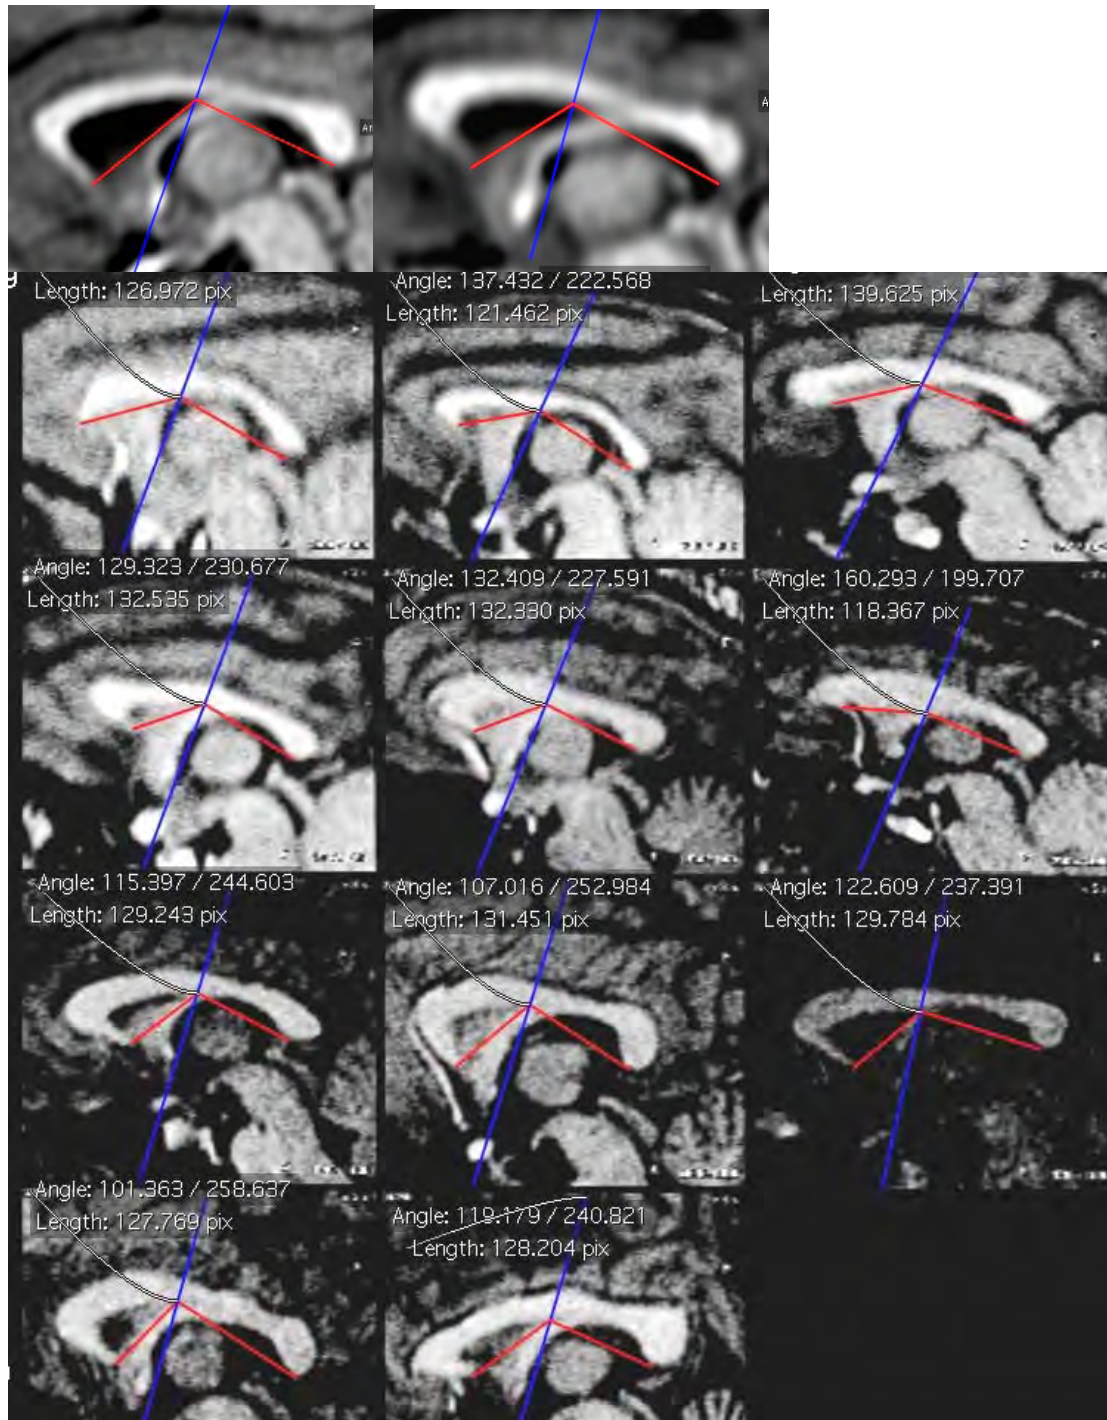 Length: 126.972 pix
Angle: 137.432 / 222.568
Length: 121.462 pix
Length: 139.625 pix
Angle: 129.323 / 230.677
Length: 132.535 pix
Angle: 132.409 / 227.591
Length: 132.330 pix
Angle: 160.293 / 199.707
Length: 118.367 pix
Angle: 115.397 / 244.603
Length: 129.243 pix
Angle: 107.016 / 252.984
Length: 131.451 pix
Angle: 122.609 / 237.391
Length: 129.784 pix
Angle: 101.363 / 258.637
Length: 127.769 pix
Angle: 119.179 / 240.821
Length: 128.204 pix